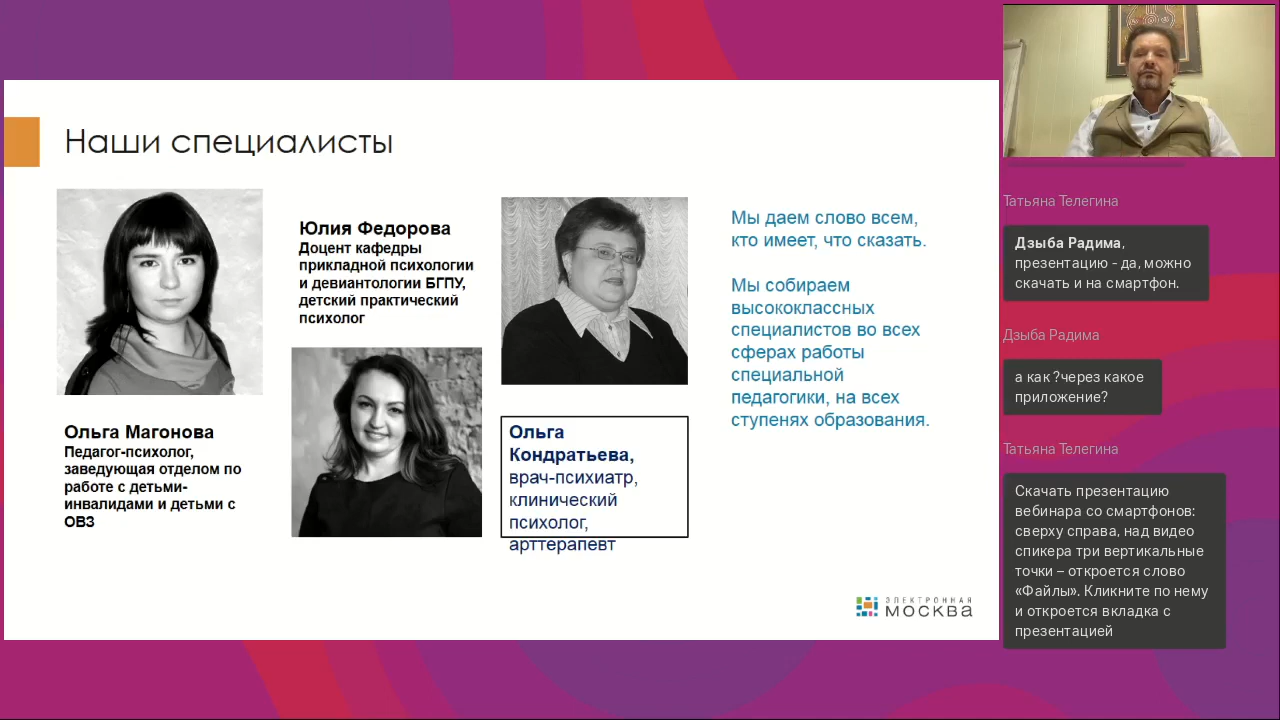 Наши специалисты
Юлия Федорова
Доцент кафедры
прикладной психологии
и девиантологии БГПУ,
детский практический
психолог
Ольга Магонова
Педагог-психолог,
заведующая отделом по
работе с детьми-
инвалидами и детьми с
ОВЗ
Ольга
Кондратьева,
врач-психиатр,
клинический
психолог,
арттерапевт
Мы даем слово всем,
кто имеет, что сказать.
Мы собираем
высококлассных
специалистов во всех
сферах работы
специальной
педагогики, на всех
ступенях образования.
ЭЛЕКТРОННАЯ
МОСКВА
Татьяна Телегина
Дзыба Радима,
презентацию - да, можно
скачать и на смартфон.
Дзыба Радима
а как ?через какое
приложение?
Татьяна Телегина
Скачать презентацию
вебинара со смартфонов:
сверху справа, над видео
спикера три вертикальные
точки – откроется слово
«Файлы». Кликните по нему
и откроется вкладка с
презентацией